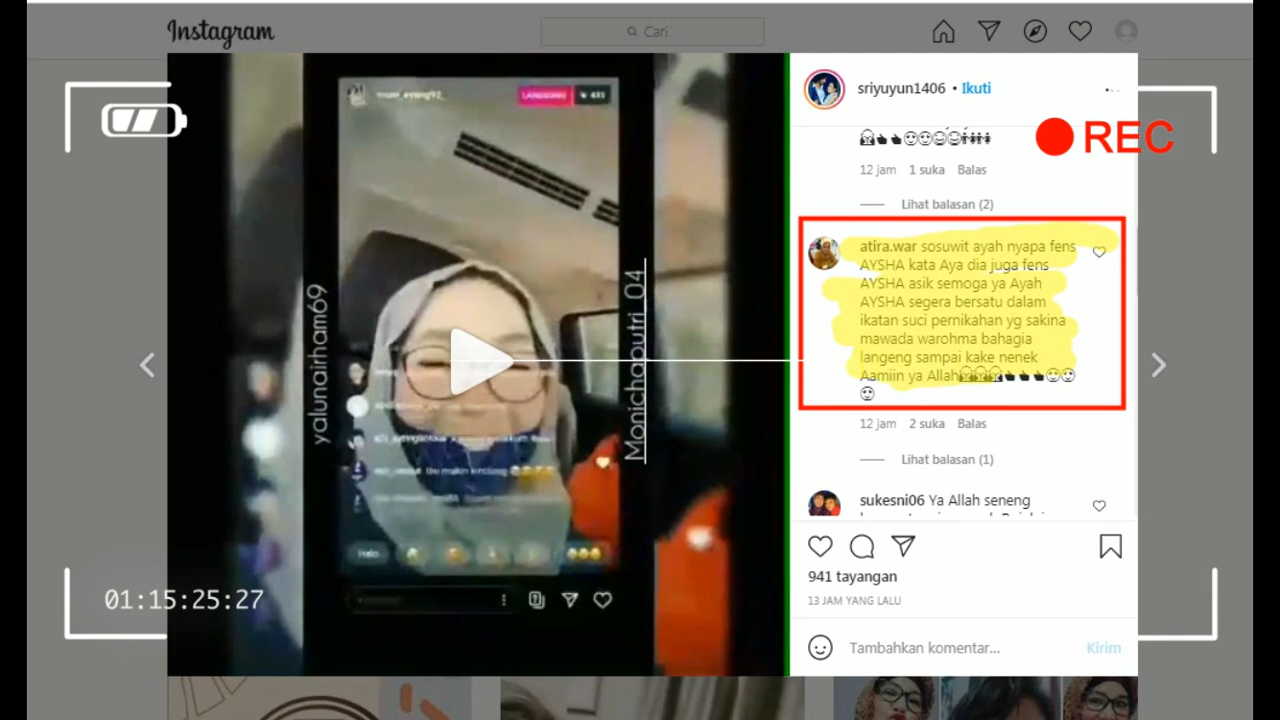 Instagram
Cari
LANGSUNG
yalunairham69
Monichaputri_04
Halo
REC
01:15:25:27
sriyuyun1406 • Ikuti
12 jam 1 suka Balas
Lihat balasan (2)
atira.war sosuwit ayah nyapa fens
AYSHA kata Aya dia juga fens
AYSHA asik semoga ya Ayah
AYSHA segera bersatu dalam
ikatan suci pernikahan yg sakina
mawada warohma bahagia
langeng sampai kake nenek
Aamiin ya Allah
12 jam 2 suka Balas
Lihat balasan (1)
sukesni06 Ya Allah seneng
941 tayangan
13 JAM YANG LALU
Tambahkan komentar...
Kirim